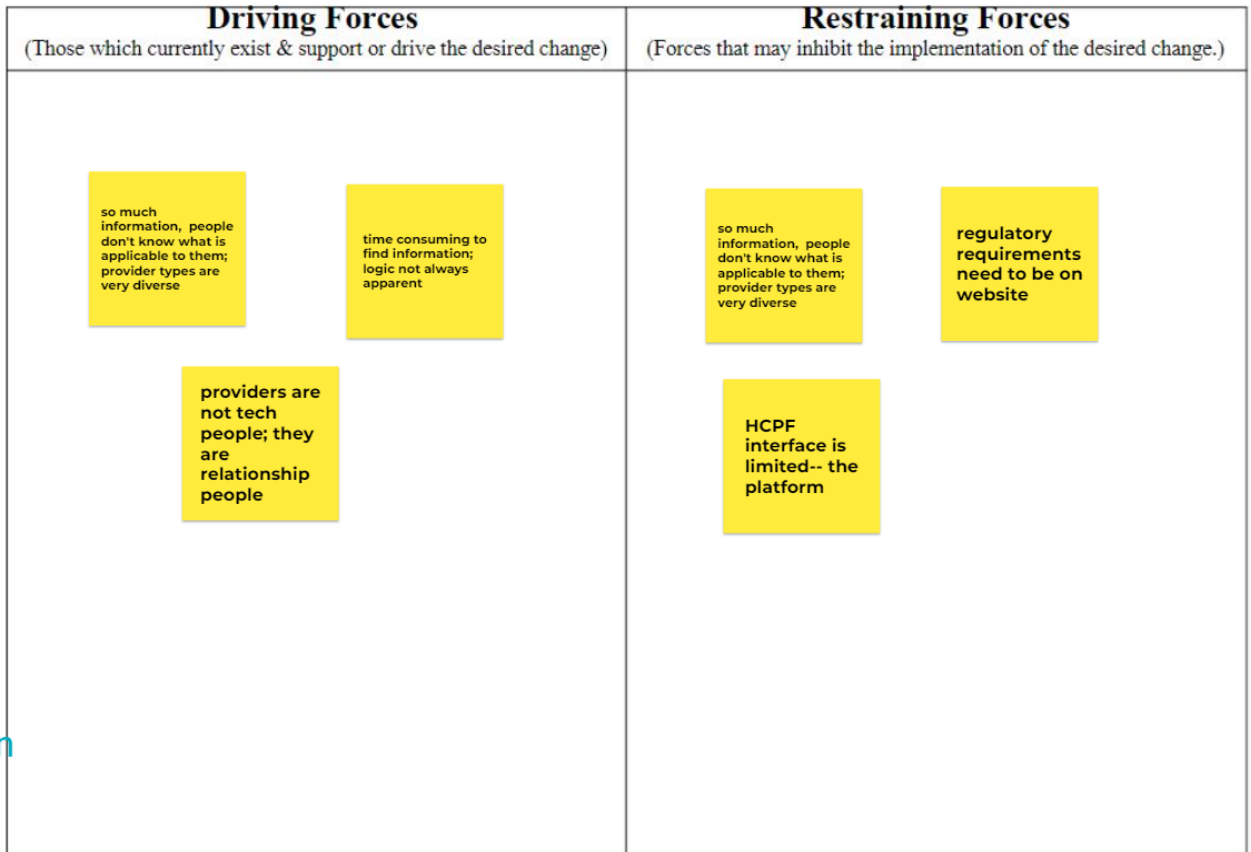 Driving Forces
(Those which currently exist & support or drive the desired change)
Restraining Forces
(Forces that may inhibit the implementation of the desired change.)
so much
information,  people
don't know what is
applicable to them;
provider types are
very diverse
time consuming to
find information;
logic not always
apparent
providers are
not tech
people; they
are
relationship
people
so much
information,  people
don't know what is
applicable to them;
provider types are
very diverse
regulatory
requirements
need to be on
website
HCPF
interface is
limited-- the
platform